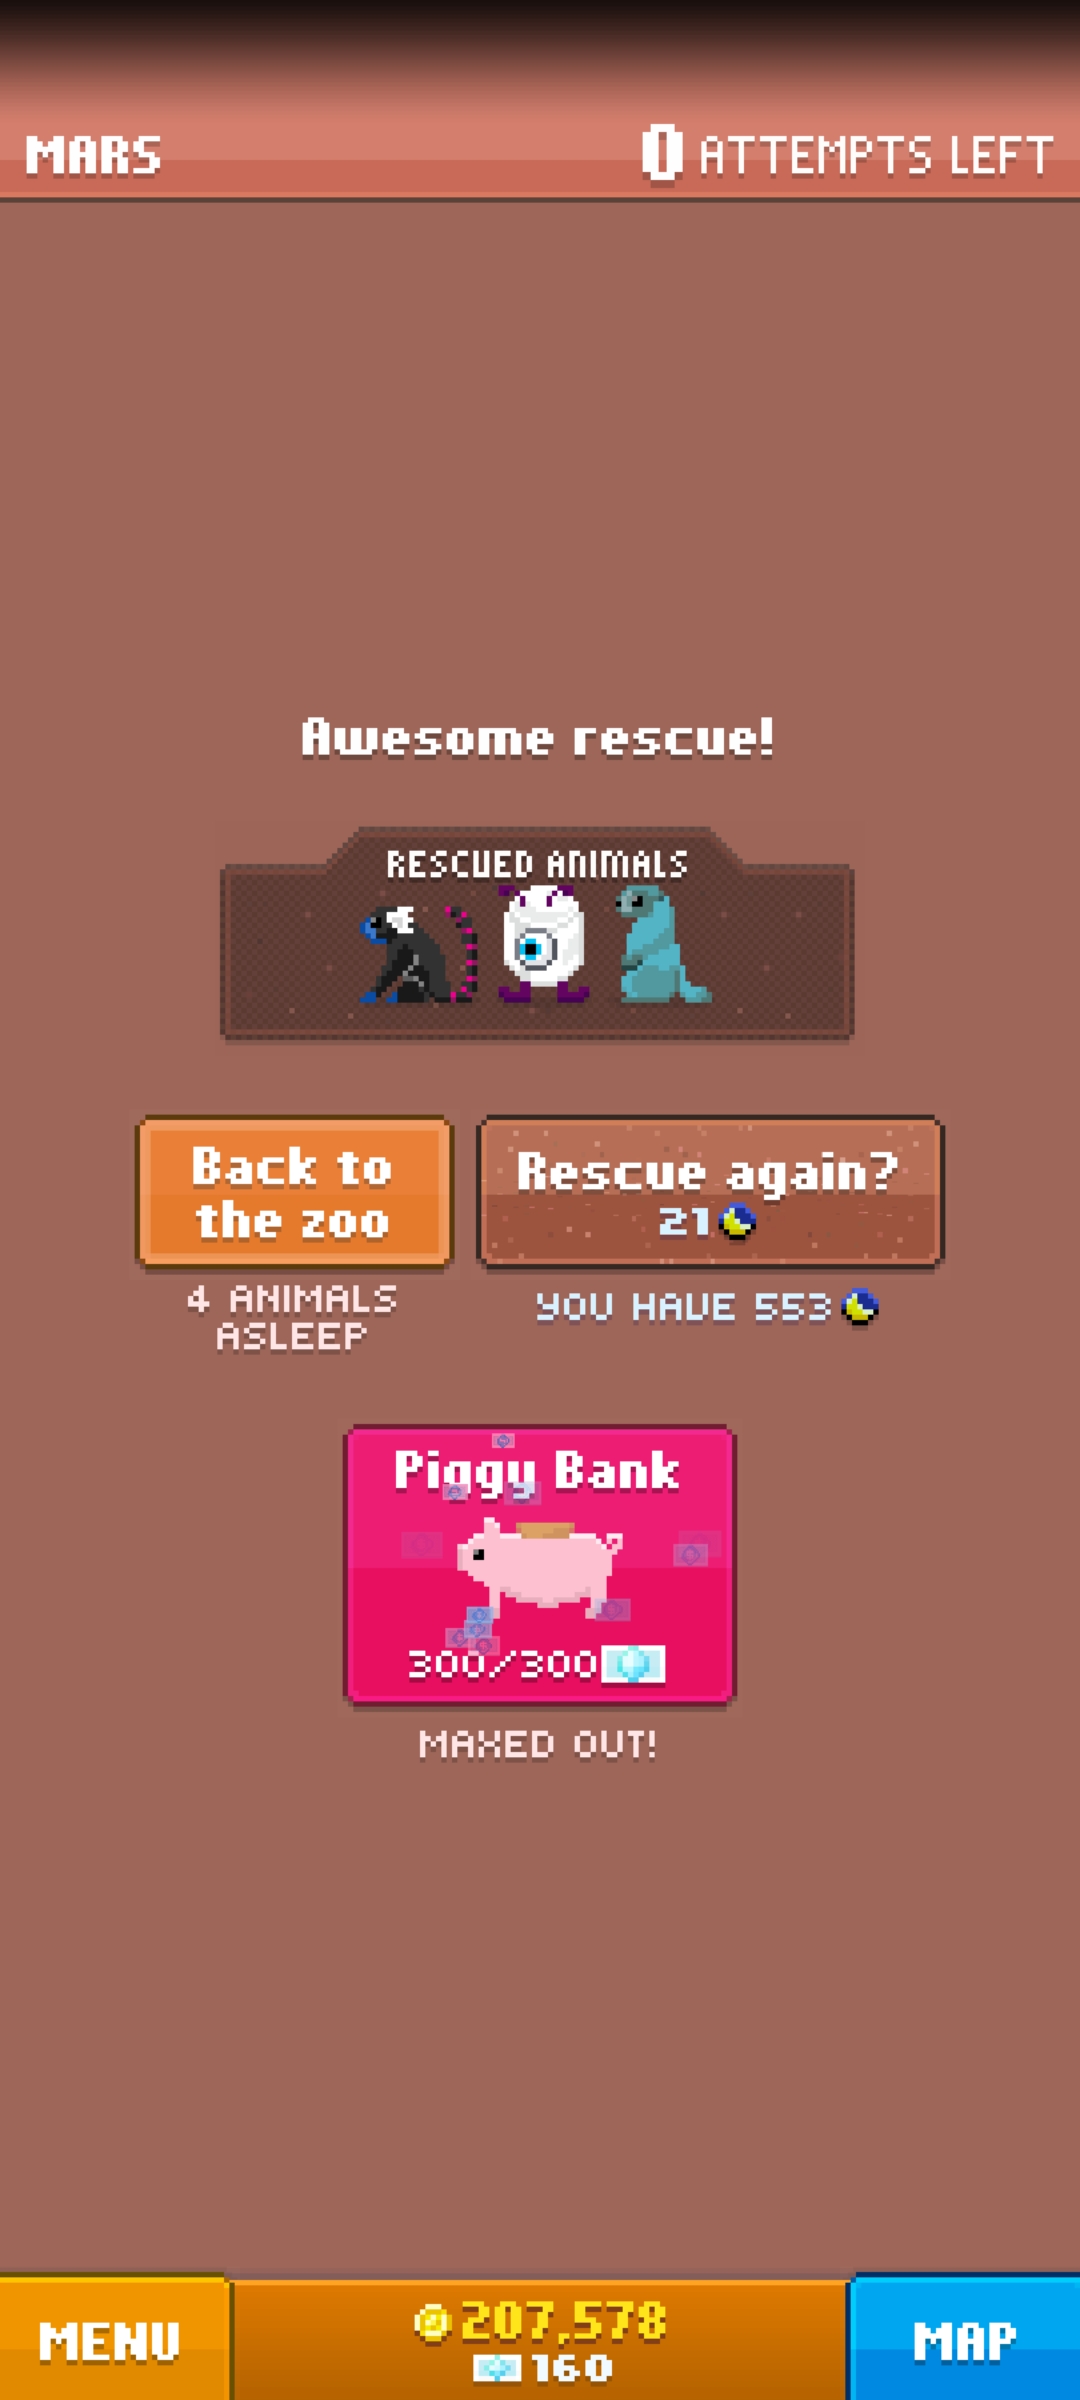 MARS
0 ATTEMPTS LEFT
Awesome rescue!
RESCUED ANIMALS
Back to
the zoo
Rescue again?
21
4 ANIMALS
ASLEEP
YOU HAVE 553
Piggy Bank
300/300
MAXED OUT!
MENU
207,578
160
MAP